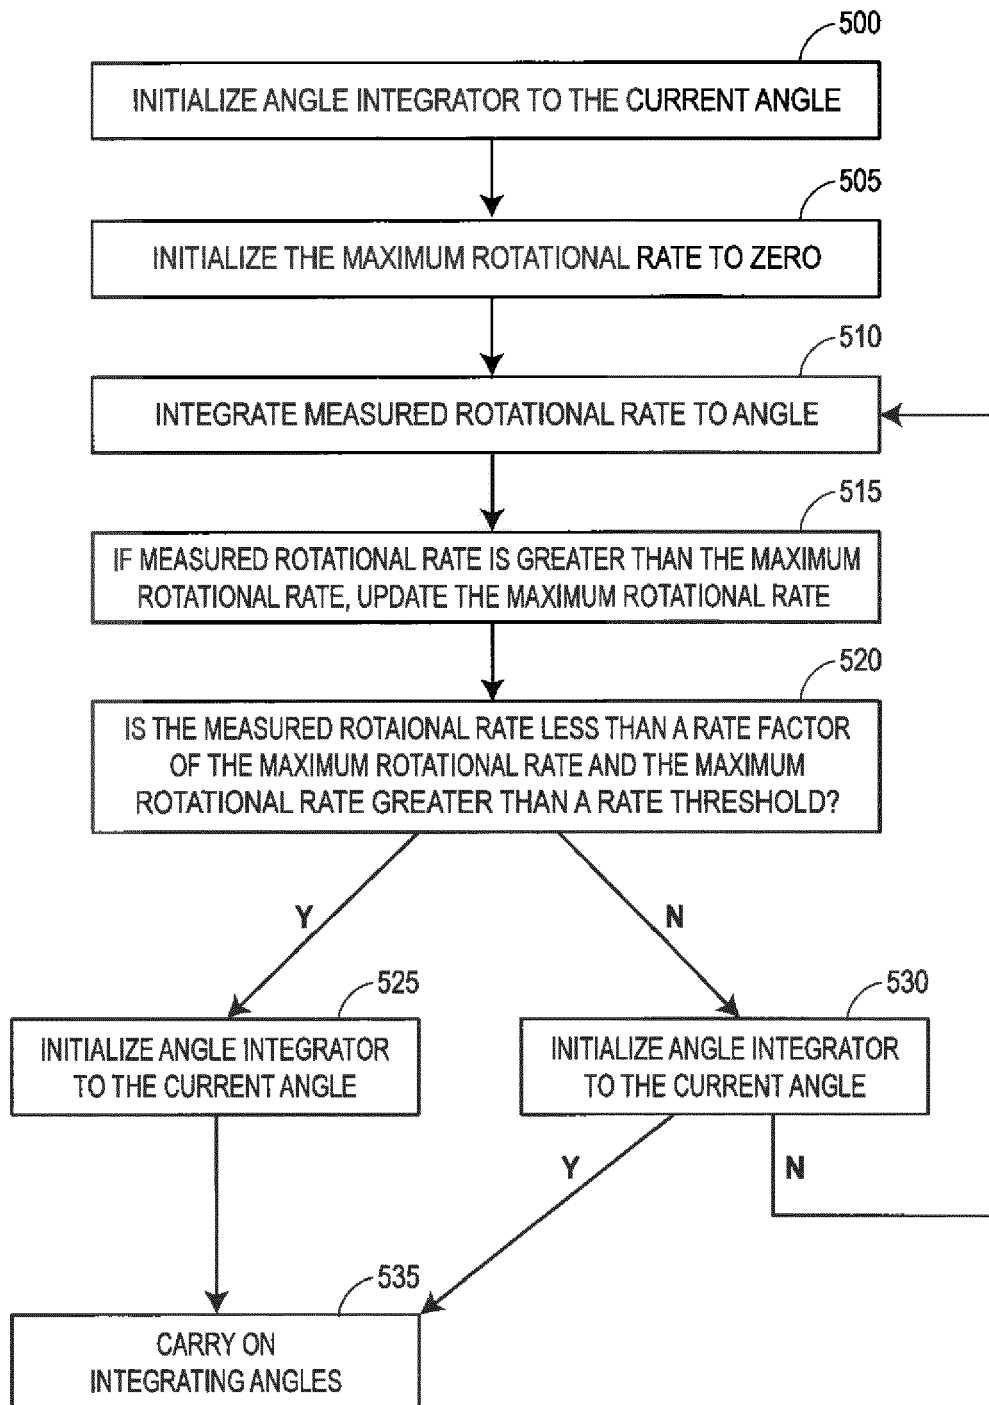 500
INITIALIZE ANGLE INTEGRATOR TO THE CURRENT ANGLE
505
INITIALIZE THE MAXIMUM ROTATIONAL RATE TO ZERO
510
INTEGRATE MEASURED ROTATIONAL RATE TO ANGLE
515
IF MEASURED ROTATIONAL RATE IS GREATER THAN THE MAXIMUM
ROTATIONAL RATE, UPDATE THE MAXIMUM ROTATIONAL RATE
520
IS THE MEASURED ROTAIONAL RATE LESS THAN A RATE FACTOR
OF THE MAXIMUM ROTATIONAL RATE AND THE MAXIMUM
ROTATIONAL RATE GREATER THAN A RATE THRESHOLD?
Y
N
525
INITIALIZE ANGLE INTEGRATOR
TO THE CURRENT ANGLE
530
INITIALIZE ANGLE INTEGRATOR
TO THE CURRENT ANGLE
Y
N
535
CARRY ON
INTEGRATING ANGLES